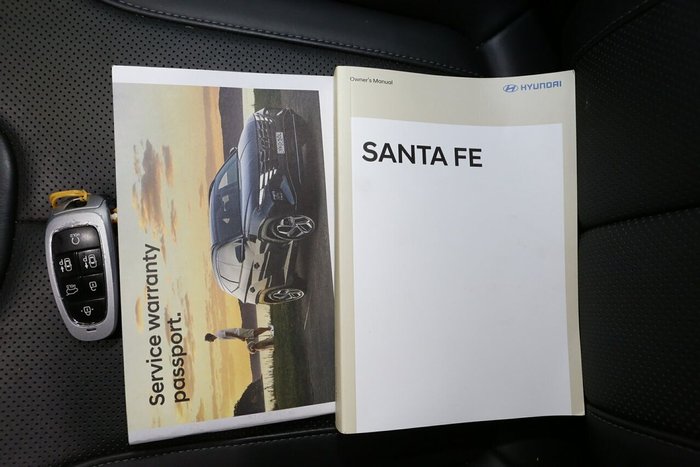 Owner's Manual
HYUNDAI
SANTA FE
Service warranty
passport.